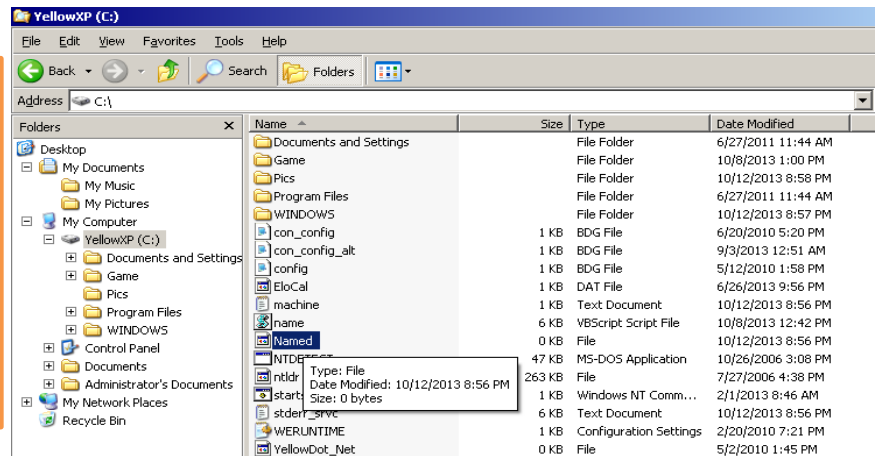 YellowXP (C:)
File Edit View Favorites Tools Help
Back Search Folders
Address C:\
Folders x Name Size Type Date Modified
Desktop
My Documents
My Music
My Pictures
My Computer
YellowXP (C:)
Documents and Settings
Game
Pics
Program Files
WINDOWS
Control Panel
Documents
Administrator's Documents
My Network Places
Recycle Bin
Documents and Settings File Folder 6/27/2011 11:44 AM
Game File Folder 10/8/2013 1:00 PM
Pics File Folder 10/12/2013 8:58 PM
Program Files File Folder 6/27/2011 11:44 AM
WINDOWS File Folder 10/12/2013 8:57 PM
con_config 1 KB BDG File 6/20/2010 5:20 PM
con_config_alt 1 KB BDG File 9/3/2013 12:51 AM
config 1 KB BDG File 5/12/2010 1:58 PM
EloCal 1 KB DAT File 6/26/2013 9:56 PM
machine 1 KB Text Document 10/12/2013 8:56 PM
name 6 KB VBScript Script File 10/8/2013 12:42 PM
Named 0 KB File 10/12/2013 8:56 PM
NTDETECT 47 KB MS-DOS Application 10/26/2006 3:08 PM
ntldr 263 KB File 7/27/2006 4:38 PM
Type: File
Date Modified: 10/12/2013 8:56 PM
Size: 0 bytes
1 KB Windows NT Comm... 2/1/2013 8:46 AM
stderr_srvc 6 KB Text Document 10/12/2013 8:56 PM
WERUNTIME 1 KB Configuration Settings 2/20/2010 7:21 PM
YellowDot_Net 0 KB File 5/2/2010 1:45 PM